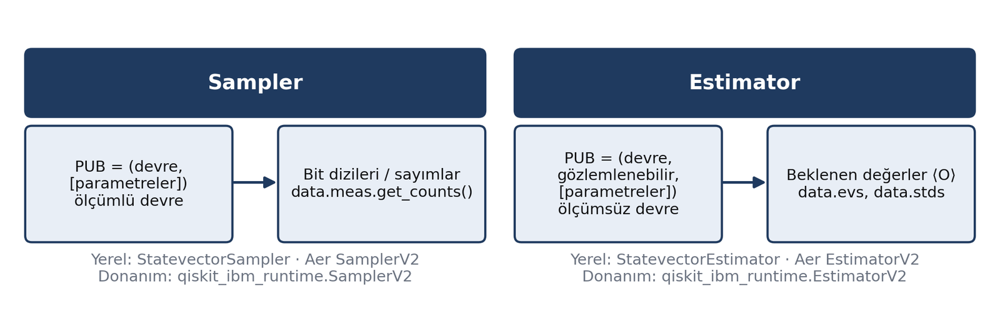 Sampler
PUB = (devre,
[parametreler])
ölçümlü devre
Bit dizileri / sayımlar
data.meas.get_counts()
Yerel: StatevectorSampler · Aer SamplerV2
Donanım: qiskit_ibm_runtime.SamplerV2
Estimator
PUB = (devre,
gözlemlenebilir,
[parametreler])
ölçümsüz devre
Beklenen değerler ⟨O⟩
data.evs, data.stds
Yerel: StatevectorEstimator · Aer EstimatorV2
Donanım: qiskit_ibm_runtime.EstimatorV2